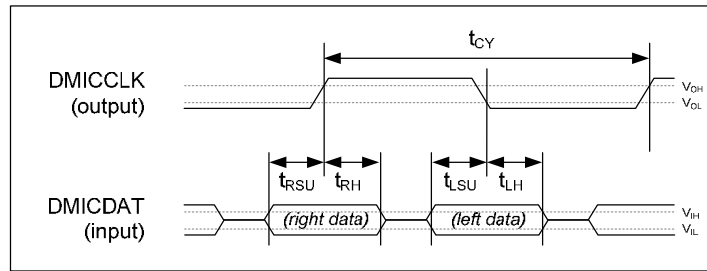 tCY
DMICCLK
(output)
VOH
VOL
tRSU
tRH
tLSU
tLH
DMICDAT
(input)
(right data)
(left data)
VIH
VIL